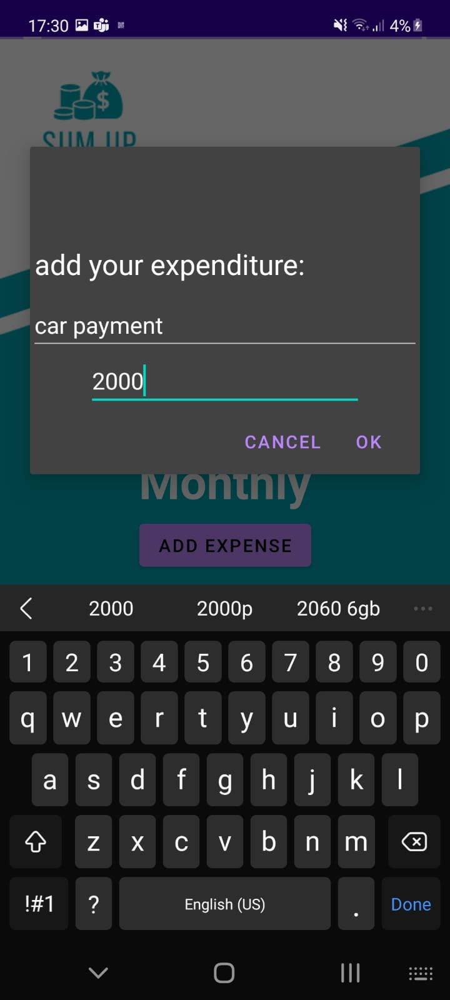 17:30 4%
$
SUM UP
add your expenditure:
car payment
2000
CANCEL OK
Monthly
ADD EXPENSE
2000 2000p 2060 6gb
1 2 3 4 5 6 7 8 9 0
q w e r t y u i o p
a s d f g h j k l
z x c v b n m
!#1 ? English (US) . Done